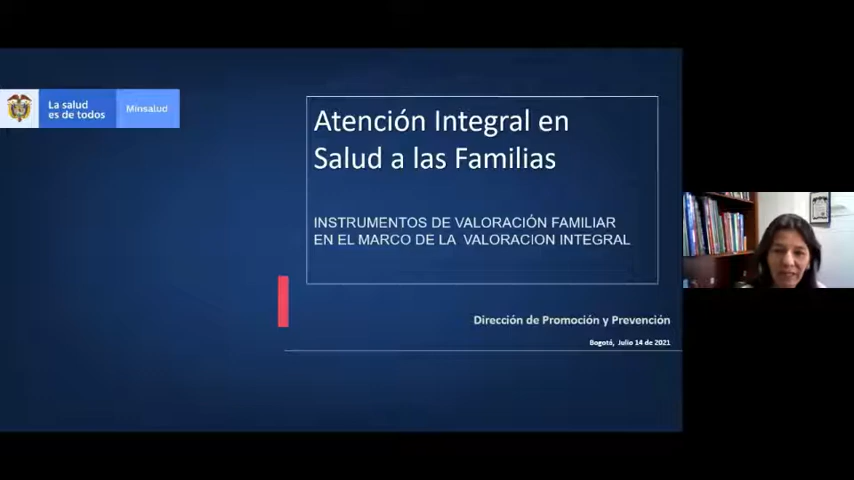 La salud
es de todos
Minsalud
Atención Integral en
Salud a las Familias
INSTRUMENTOS DE VALORACIÓN FAMILIAR
EN EL MARCO DE LA VALORACION INTEGRAL
Dirección de Promoción y Prevención
Bogotá, Julio 14 de 2021